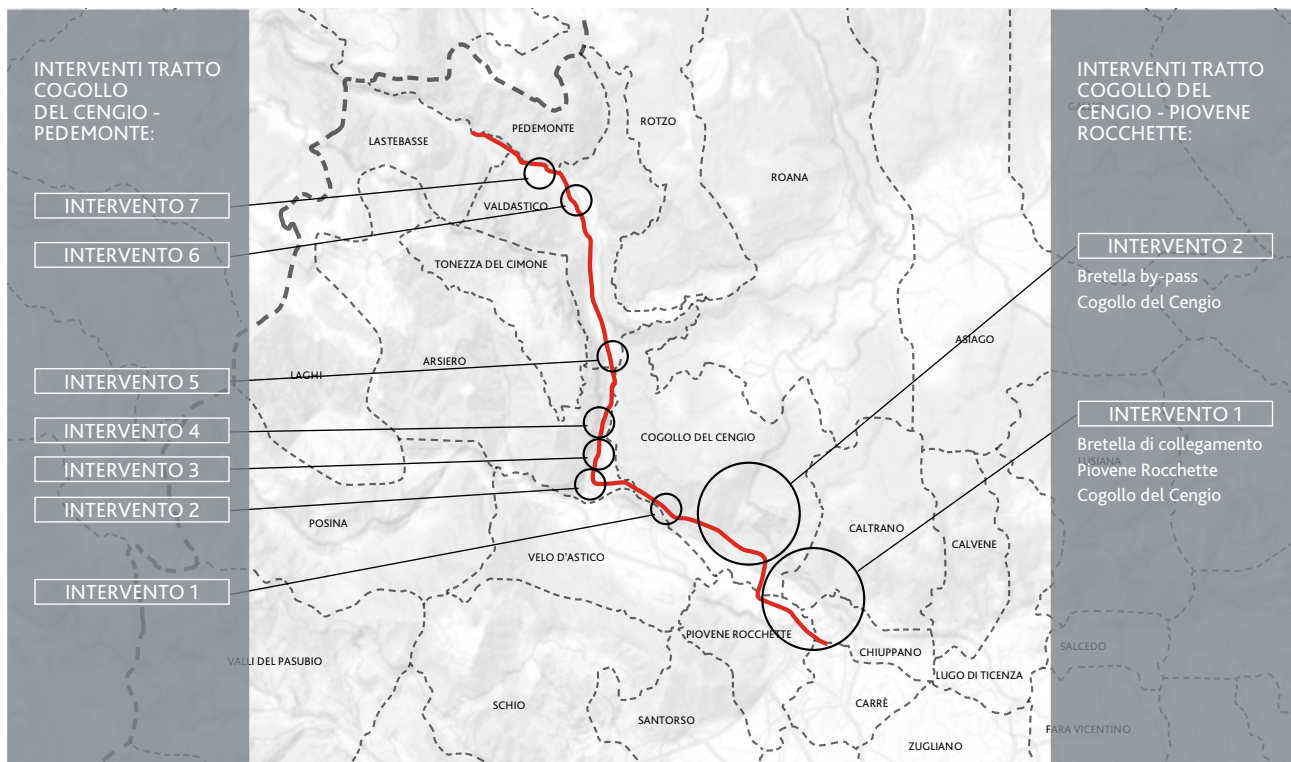 INTERVENTI TRATTO
COGOLLO
DEL CENGIO -
PEDEMONTE:
INTERVENTO 7
INTERVENTO 6
INTERVENTO 5
INTERVENTO 4
INTERVENTO 3
INTERVENTO 2
INTERVENTO 1
LASTEBASSE
PEDEMONTE
ROTZO
ROANA
VALDASTICO
TONEZZA DEL CIMONE
ASIAGO
ARSIERO
LAGHI
COGOLLO DEL CENGIO
POSINA
VELO D'ASTICO
CALTRANO
CALVENE
PIOVENE ROCCHETTE
CHIUPPANO
VALLI DEL PASUBIO
LUGO DI TICENZA
SCHIO
SANTORSO
CARRÈ
ZUGLIANO
INTERVENTI TRATTO
COGOLLO DEL
CENGIO - PIOVENE
ROCCHETTE:
INTERVENTO 2
Bretella by-pass
Cogollo del Cengio
INTERVENTO 1
Bretella di collegamento
Piovene Rocchette
Cogollo del Cengio
LUSIANA
SALCEDO
FARA VICENTINO